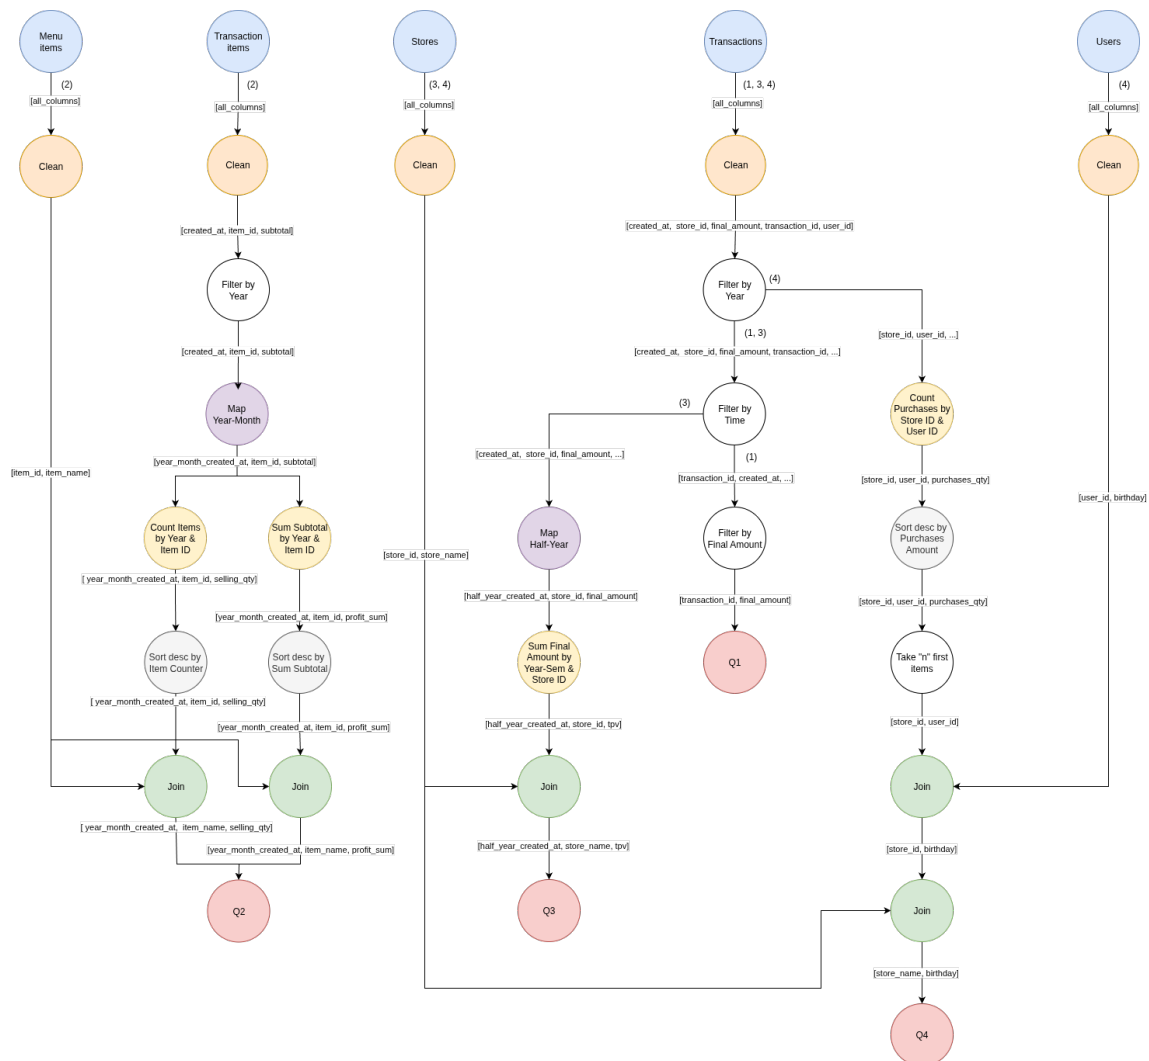 Menu
items
Transaction
items
Stores
Transactions
Users
(2)
(2)
(3, 4)
(1, 3, 4)
(4)
[all_columns]
[all_columns]
[all_columns]
[all_columns]
[all_columns]
Clean
Clean
Clean
Clean
Clean
[created_at, item_id, subtotal]
[created_at,  store_id, final_amount, transaction_id, user_id]
Filter by
Year
Filter by
Year
(4)
(1, 3)
[store_id, user_id, ...]
[created_at, item_id, subtotal]
[created_at,  store_id, final_amount, transaction_id, ...]
Map
Year-Month
(3)
Filter by
Time
Count
Purchases by
Store ID &
User ID
[year_month_created_at, item_id, subtotal]
[created_at,  store_id, final_amount, ...]
(1)
[item_id, item_name]
[transaction_id, created_at, ...]
[store_id, user_id, purchases_qty]
[user_id, birthday]
Count Items
by Year &
Item ID
Sum Subtotal
by Year &
Item ID
Map
Half-Year
Filter by
Final Amount
Sort desc by
Purchases
Amount
[store_id, store_name]
[ year_month_created_at, item_id, selling_qty]
[half_year_created_at, store_id, final_amount]
[transaction_id, final_amount]
[store_id, user_id, purchases_qty]
[year_month_created_at, item_id, profit_sum]
Sort desc by
Item Counter
Sort desc by
Sum Subtotal
Sum Final
Amount by
Year-Sem &
Store ID
Q1
Take "n" first
items
[ year_month_created_at, item_id, selling_qty]
[year_month_created_at, item_id, profit_sum]
[half_year_created_at, store_id, tpv]
[store_id, user_id]
Join
Join
Join
Join
[ year_month_created_at,  item_name, selling_qty]
[year_month_created_at, item_name, profit_sum]
[half_year_created_at, store_name, tpv]
[store_id, birthday]
Q2
Q3
Join
[store_name, birthday]
Q4